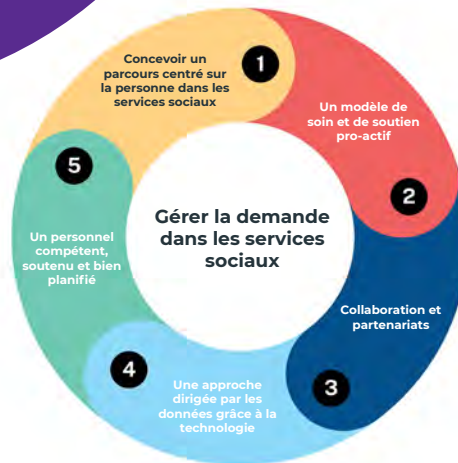 Concevoir un
parcours centré sur
la personne dans les
services sociaux
1
Un modèle de
soin et de soutien
pro-actif
2
Gérer la demande
dans les services
sociaux
Collaboration et
partenariats
3
Une approche
dirigée par les
données grâce à la
technologie
4
Un personnel
compétent,
soutenu et bien
planifié
5